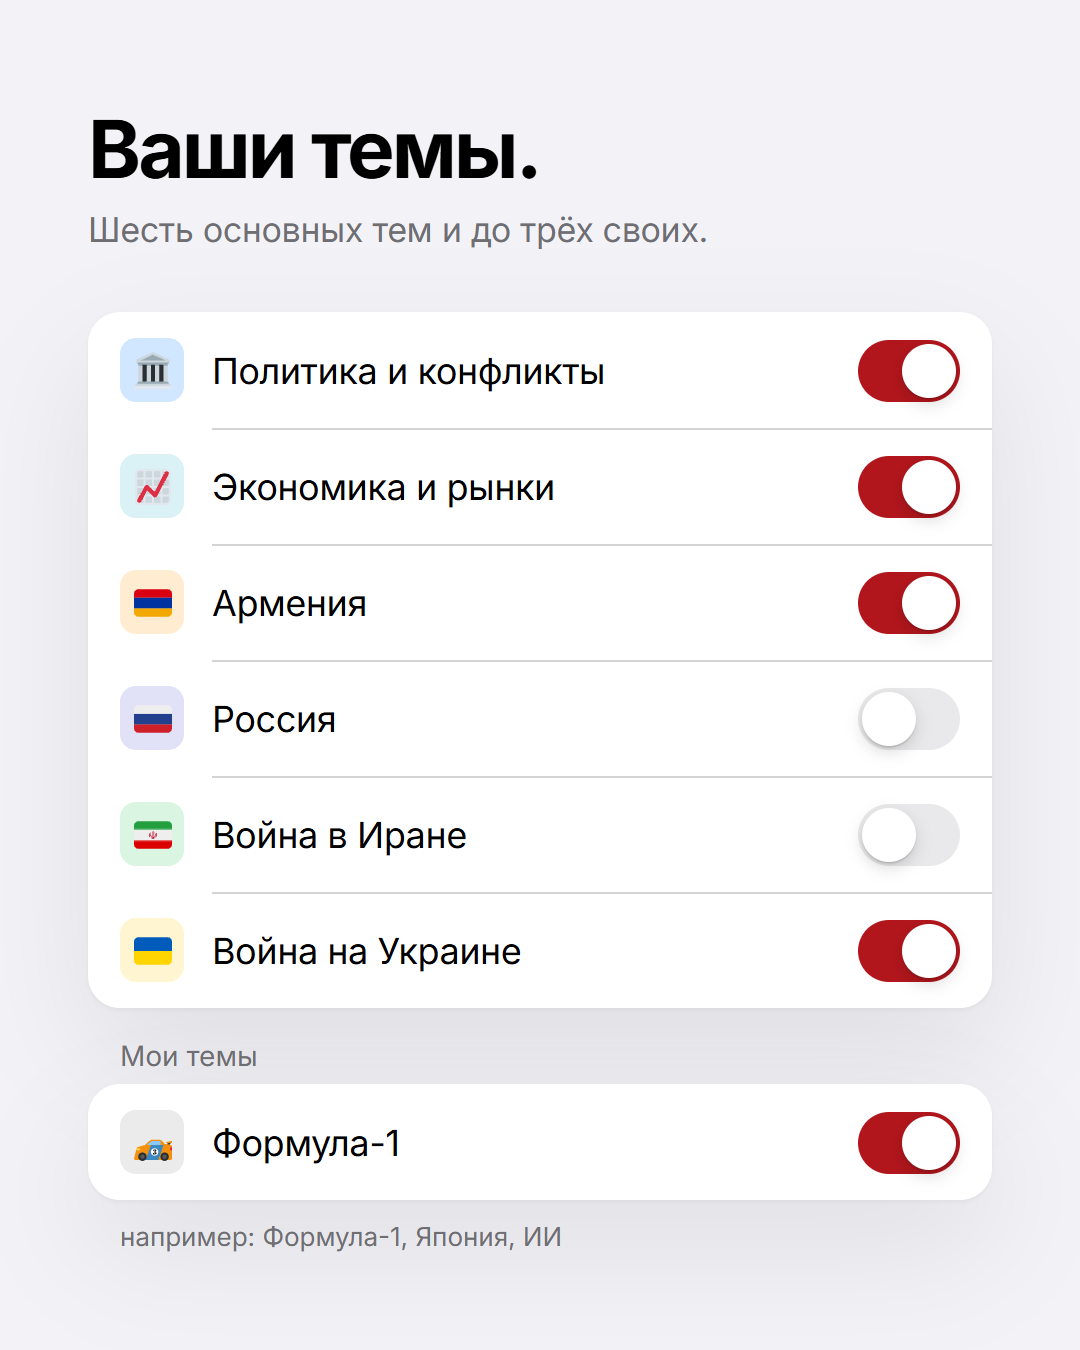 Ваши темы.
Шесть основных тем и до трёх своих.
Политика и конфликты
Экономика и рынки
Армения
Россия
Война в Иране
Война на Украине
Мои темы
Формула-1
например: Формула-1, Япония, ИИ